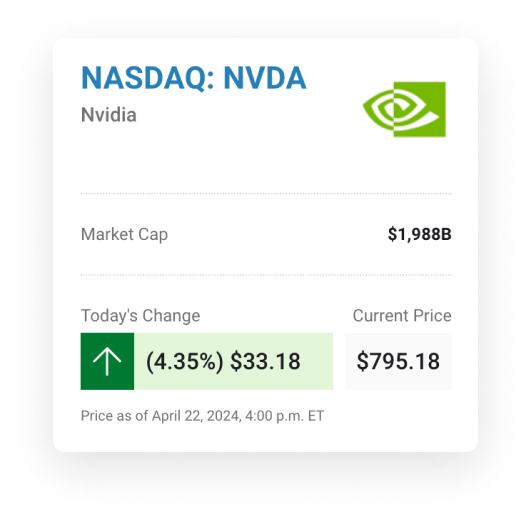 NASDAQ: NVDA
Nvidia
Market Cap $1,988B
Today's Change Current Price
(4.35%) $33.18 $795.18
Price as of April 22, 2024, 4:00 p.m. ET